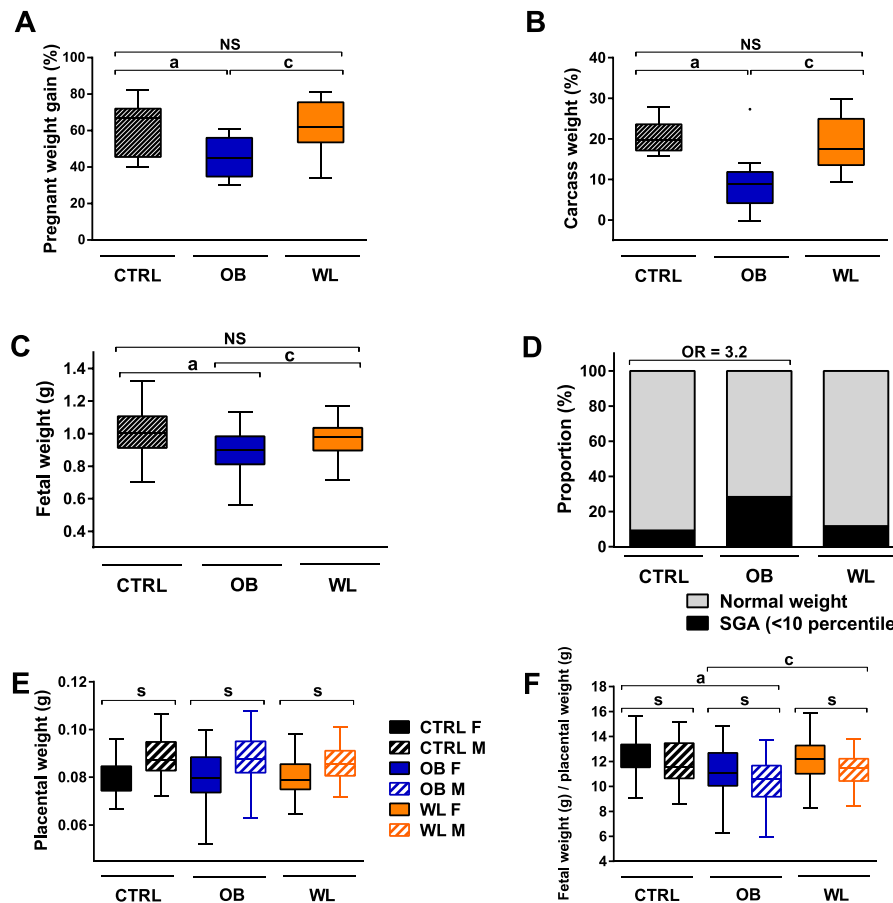 A
NS
a
c
Pregnant weight gain (%)
100
80
60
40
20
0
CTRL
OB
WL
B
NS
a
c
Carcass weight (%)
40
30
20
10
0
CTRL
OB
WL
C
NS
a
c
Fetal weight (g)
1.4
1.2
1.0
0.8
0.6
0.4
CTRL
OB
WL
D
OR = 3.2
Proportion (%)
100
80
60
40
20
0
CTRL
OB
WL
Normal weight
SGA (<10 percentile
E
s
s
s
Placental weight (g)
0.12
0.10
0.08
0.06
CTRL
OB
WL
CTRL F
CTRL M
OB F
OB M
WL F
WL M
F
c
a
s
s
s
Fetal weight (g) / placental weight (g)
18
16
14
12
10
8
6
4
CTRL
OB
WL